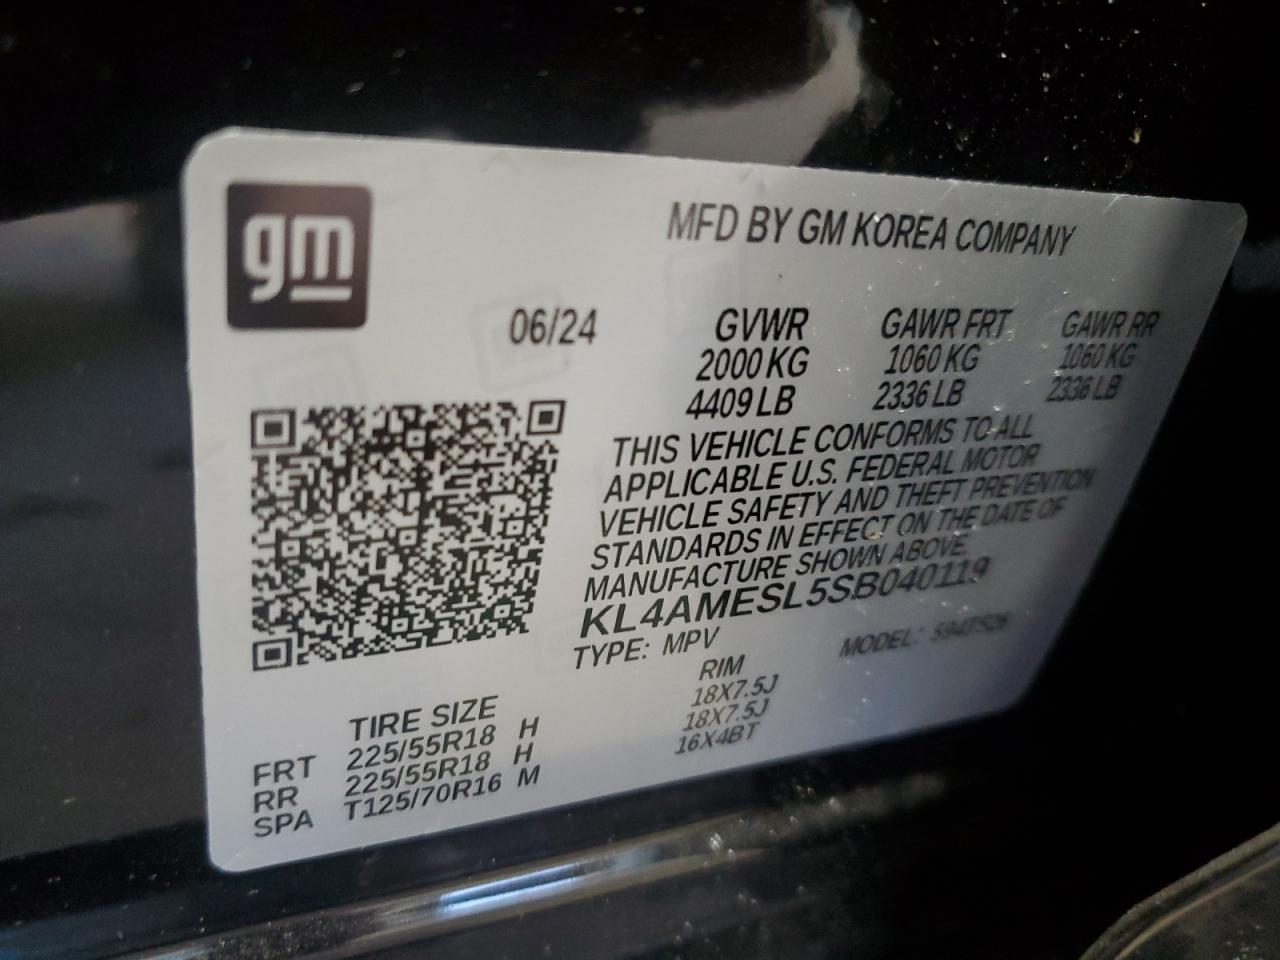 gm
MFD BY GM KOREA COMPANY
06/24
GVWR GAWR FRT GAWR RR
2000 KG 1060 KG 1060 KG
4409 LB 2336 LB 2336 LB
THIS VEHICLE CONFORMS TO ALL
APPLICABLE U.S. FEDERAL MOTOR
VEHICLE SAFETY AND THEFT PREVENTION
STANDARDS IN EFFECT ON THE DATE OF
MANUFACTURE SHOWN ABOVE.
KL4AMESL5SB040119
TYPE: MPV MODEL:
TIRE SIZE RIM
FRT 225/55R18 H 18X7.5J
RR 225/55R18 H 18X7.5J
SPA T125/70R16 M 16X4BT